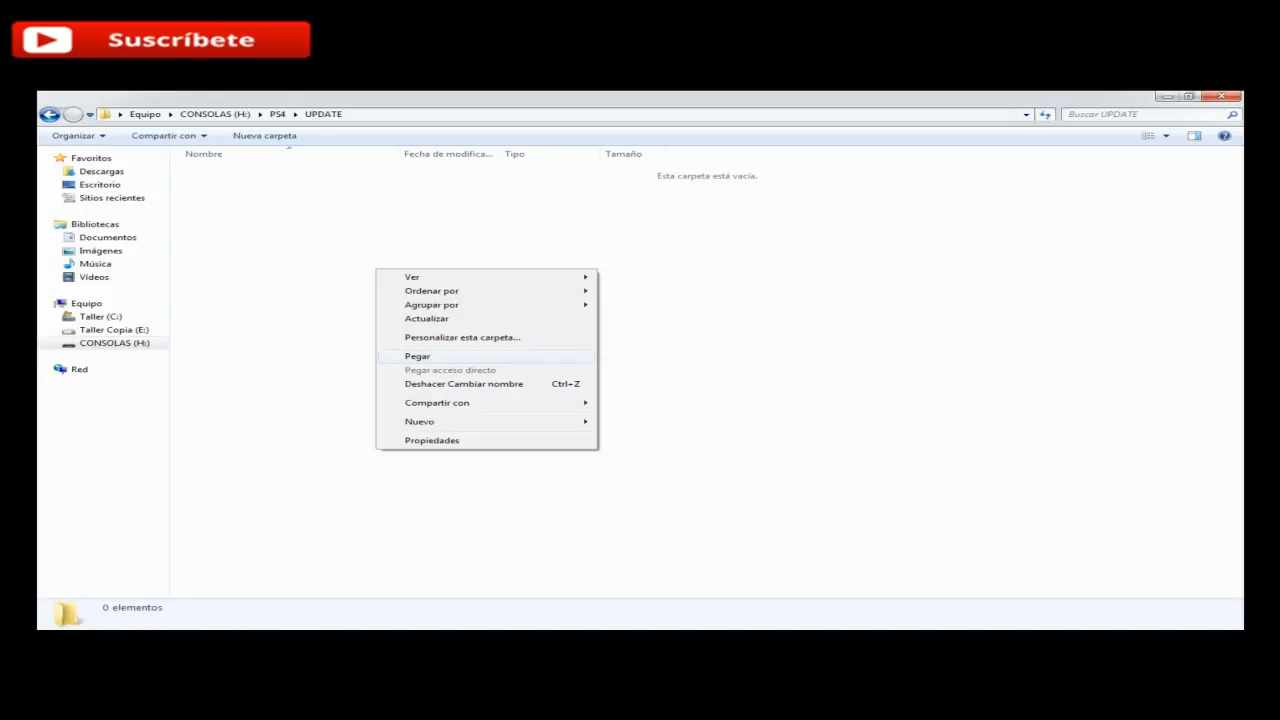 Suscríbete
Equipo CONSOLAS (H:) PS4 UPDATE
Buscar UPDATE
Organizar Compartir con Nueva carpeta
Nombre Fecha de modifica... Tipo Tamaño
Esta carpeta está vacía.
Favoritos
Descargas
Escritorio
Sitios recientes
Bibliotecas
Documentos
Imágenes
Música
Vídeos
Equipo
Taller (C:)
Taller Copia (E:)
CONSOLAS (H:)
Red
Ver
Ordenar por
Agrupar por
Actualizar
Personalizar esta carpeta...
Pegar
Pegar acceso directo
Deshacer Cambiar nombre Ctrl+Z
Compartir con
Nuevo
Propiedades
0 elementos